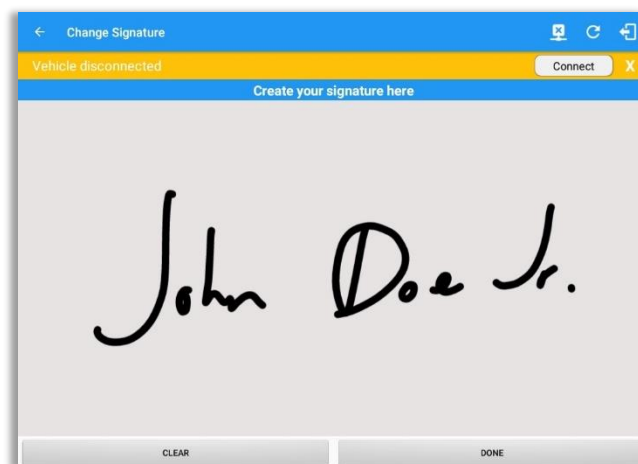 Change Signature
Vehicle disconnected Connect X
Create your signature here
John Doe Jr.
CLEAR DONE